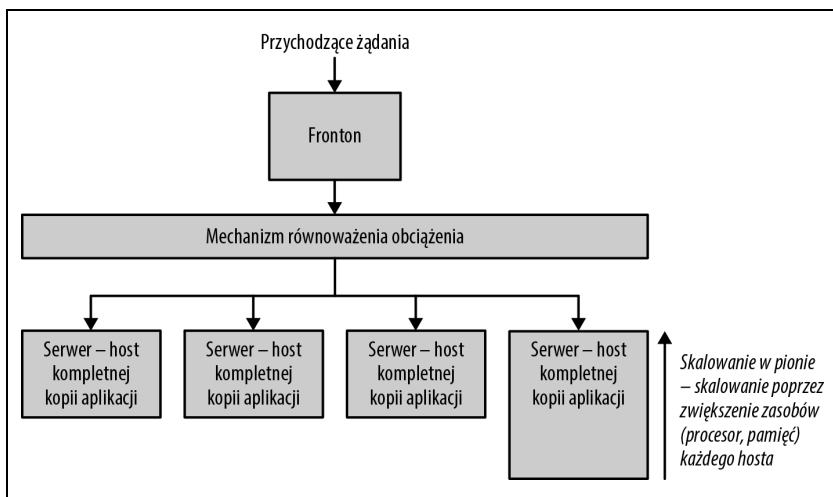 Przychodzące żądania
Fronton
Mechanizm równoważenia obciążenia
Serwer – host
kompletnej
kopii aplikacji
Serwer – host
kompletnej
kopii aplikacji
Serwer – host
kompletnej
kopii aplikacji
Serwer – host
kompletnej
kopii aplikacji
Skalowanie w pionie
– skalowanie poprzez
zwiększenie zasobów
(procesor, pamięć)
każdego hosta